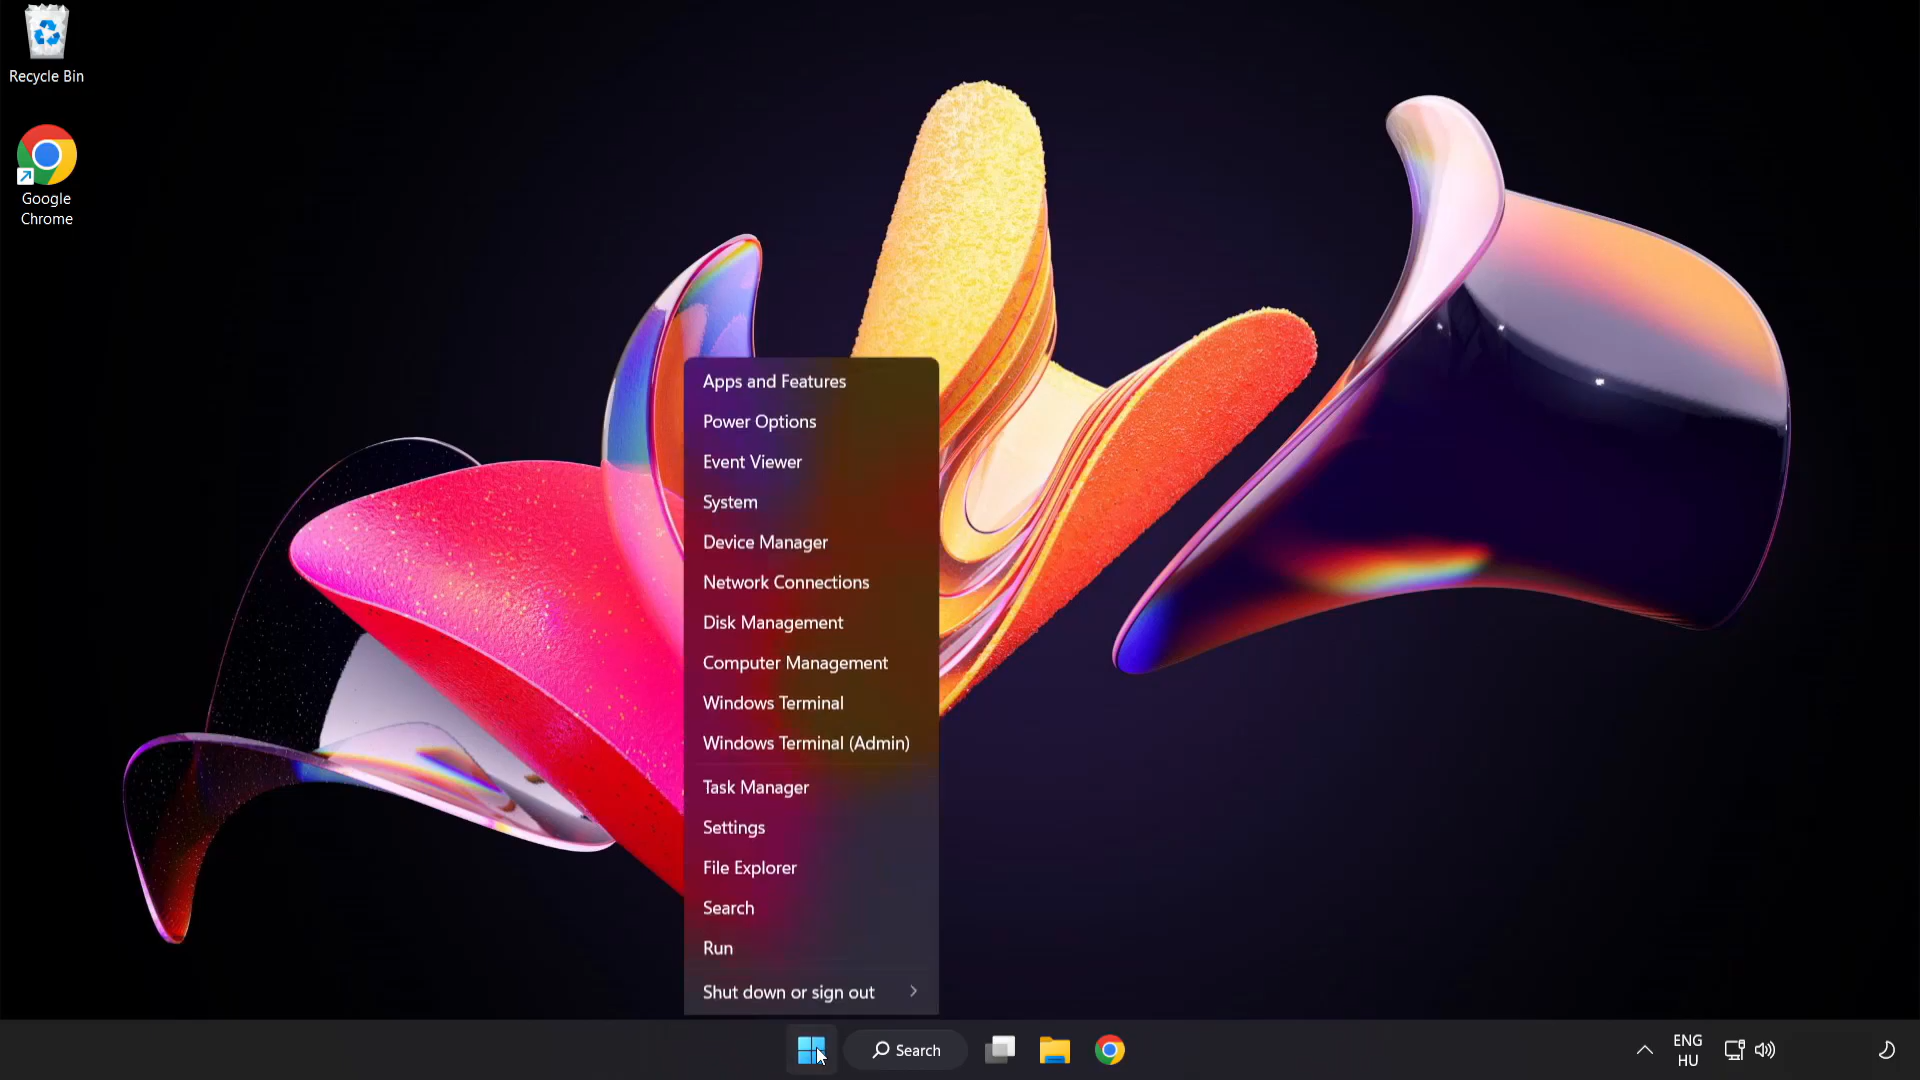 Recycle Bin
Google
Chrome
Apps and Features
Power Options
Event Viewer
System
Device Manager
Network Connections
Disk Management
Computer Management
Windows Terminal
Windows Terminal (Admin)
Task Manager
Settings
File Explorer
Search
Run
Shut down or sign out
Search
ENG
HU